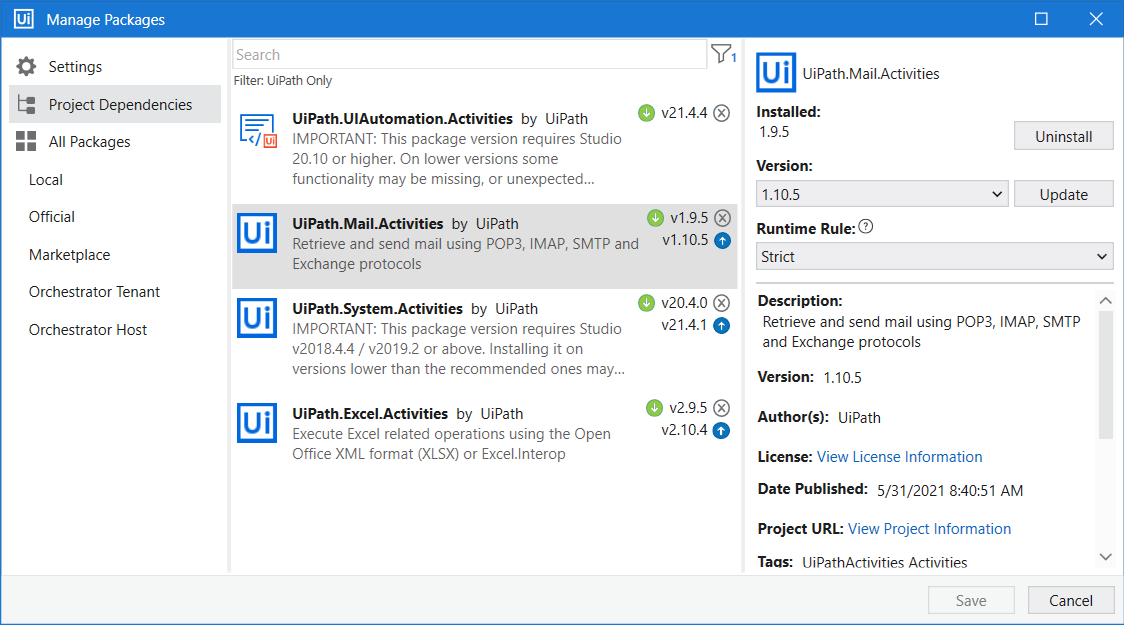 Ui Manage Packages
Settings
Project Dependencies
All Packages
Local
Official
Marketplace
Orchestrator Tenant
Orchestrator Host
Search
1
Filter: UiPath Only
Ui
UiPath.UIAutomation.Activities by UiPath
v21.4.4
IMPORTANT: This package version requires Studio
20.10 or higher. On lower versions some
functionality may be missing, or unexpected...
Ui
UiPath.Mail.Activities by UiPath
v1.9.5
Retrieve and send mail using POP3, IMAP, SMTP and
v1.10.5
Exchange protocols
Ui
UiPath.System.Activities by UiPath
v20.4.0
IMPORTANT: This package version requires Studio
v21.4.1
v2018.4.4 / v2019.2 or above. Installing it on
versions lower than the recommended ones may...
Ui
UiPath.Excel.Activities by UiPath
v2.9.5
Execute Excel related operations using the Open
v2.10.4
Office XML format (XLSX) or Excel.Interop
Ui UiPath.Mail.Activities
Installed:
1.9.5
Uninstall
Version:
1.10.5
Update
Runtime Rule: ?
Strict
Description:
Retrieve and send mail using POP3, IMAP, SMTP
and Exchange protocols
Version: 1.10.5
Author(s): UiPath
License: View License Information
Date Published: 5/31/2021 8:40:51 AM
Project URL: View Project Information
Tags: UiPathActivities Activities
Save
Cancel